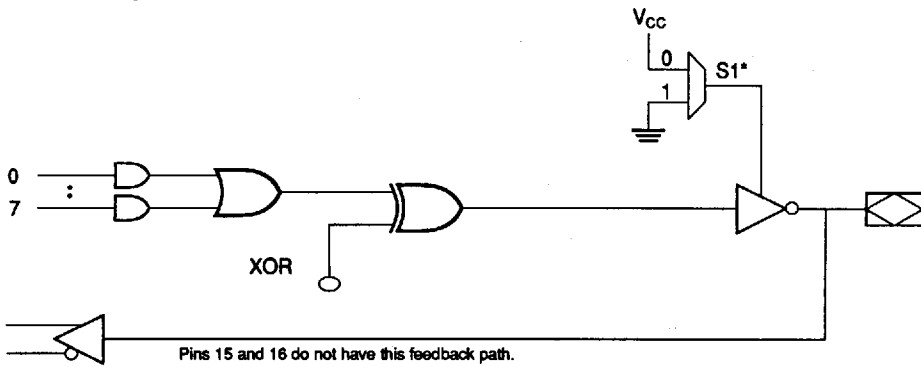 VCC
0
S1*
1
0
:
7
XOR
Pins 15 and 16 do not have this feedback path.